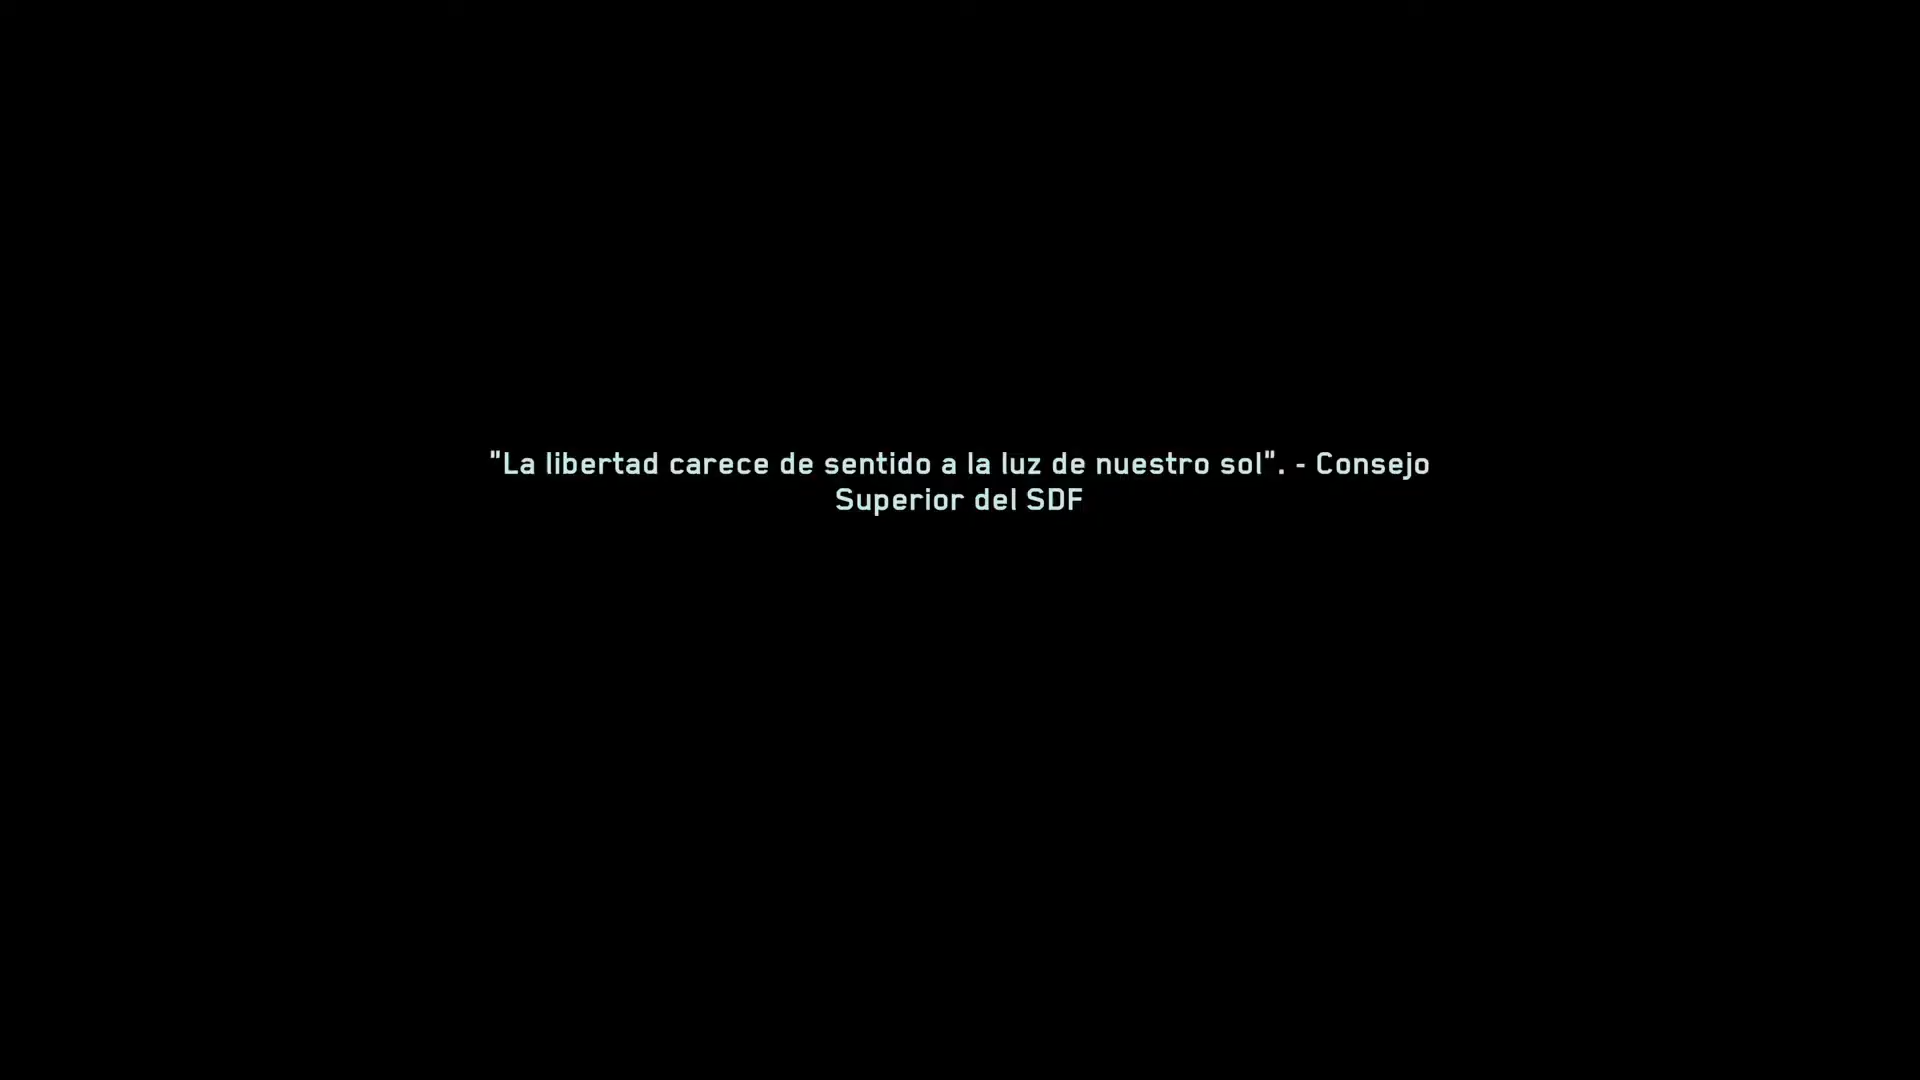 "La libertad carece de sentido a la luz de nuestro sol". - Consejo
Superior del SDF